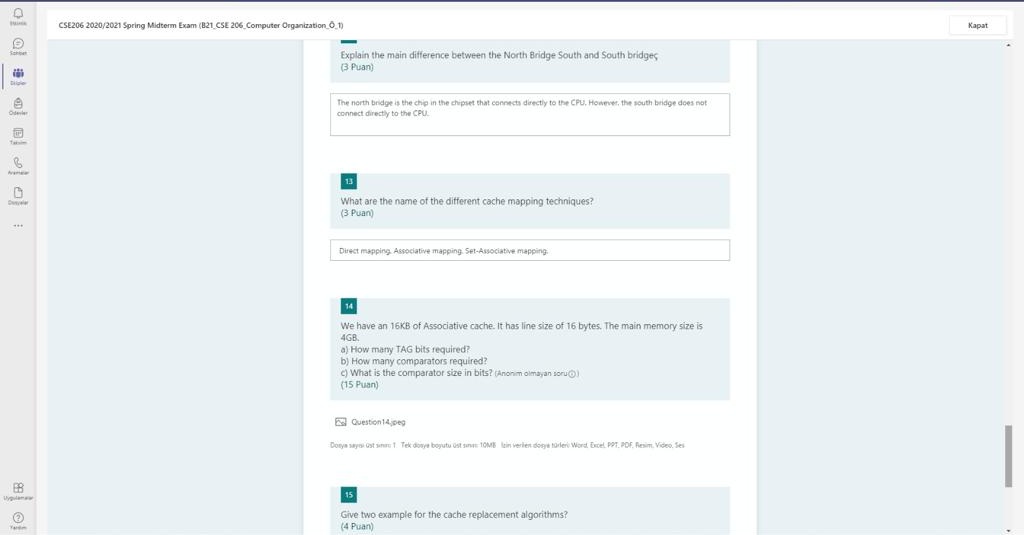 CSE206 2020/2021 Spring Midterm Exam (B21_CSE 206_Computer Organization_Ö_1)
Kapat
Etkinlik
Sohbet
Ekipler
Ödevler
Takvim
Aramalar
Dosyalar
Uygulamalar
Yardım
Explain the main difference between the North Bridge South and South bridgeç
(3 Puan)
The north bridge is the chip in the chipset that connects directly to the CPU. However, the south bridge does not
connect directly to the CPU.
13
What are the name of the different cache mapping techniques?
(3 Puan)
Direct mapping, Associative mapping, Set-Associative mapping.
14
We have an 16KB of Associative cache. It has line size of 16 bytes. The main memory size is
4GB.
a) How many TAG bits required?
b) How many comparators required?
c) What is the comparator size in bits? (Anonim olmayan soru)
(15 Puan)
Question14.jpeg
Dosya sayısı üst sınırı: 1 Tek dosya boyutu üst sınırı: 10MB İzin verilen dosya türleri: Word, Excel, PPT, PDF, Resim, Video, Ses
15
Give two example for the cache replacement algorithms?
(4 Puan)